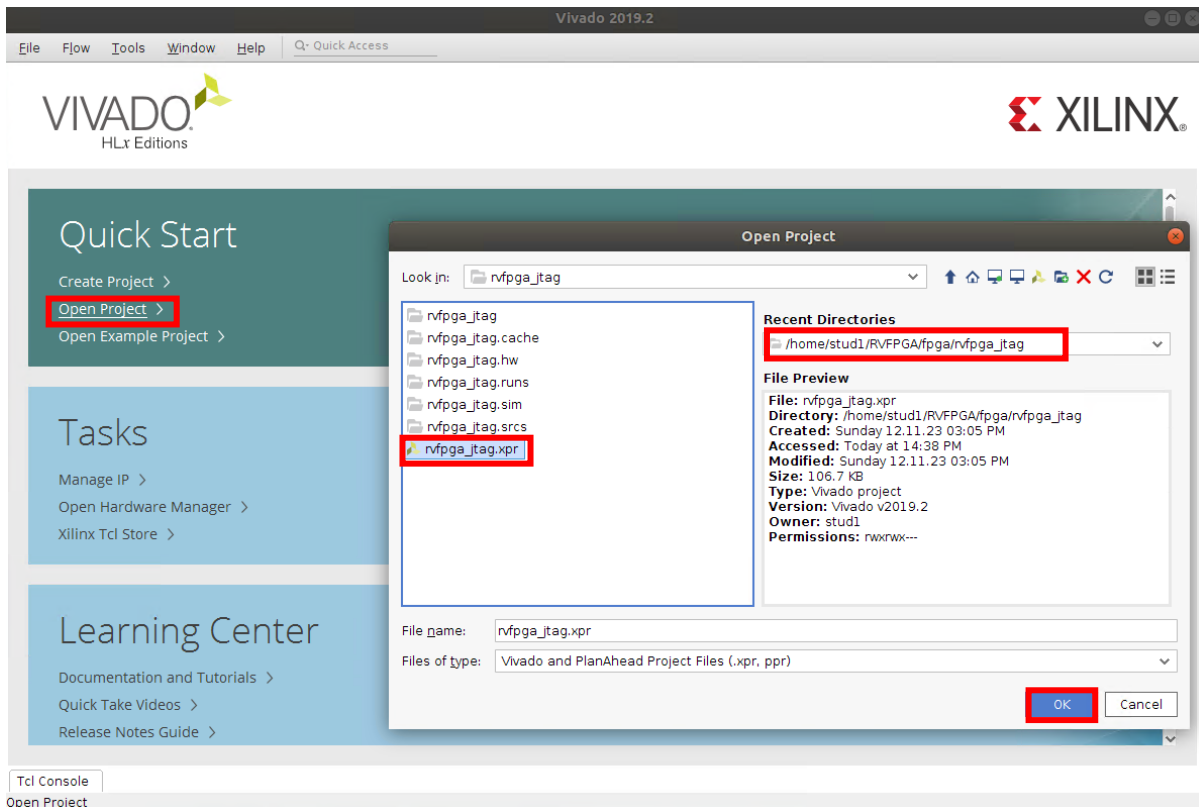 Vivado 2019.2
File Flow Tools Window Help Q- Quick Access
VIVADO.
HLx Editions
XILINX.
Quick Start
Create Project >
Open Project >
Open Example Project >
Tasks
Manage IP >
Open Hardware Manager >
Xilinx Tcl Store >
Learning Center
Documentation and Tutorials >
Quick Take Videos >
Release Notes Guide >
Open Project
Look in: rvfpga_jtag
rvfpga_jtag
rvfpga_jtag.cache
rvfpga_jtag.hw
rvfpga_jtag.runs
rvfpga_jtag.sim
rvfpga_jtag.srcs
rvfpga_jtag.xpr
Recent Directories
/home/stud1/RVFPGA/fpga/rvfpga_jtag
File Preview
File: rvfpga_jtag.xpr
Directory: /home/stud1/RVFPGA/fpga/rvfpga_jtag
Created: Sunday 12.11.23 03:05 PM
Accessed: Today at 14:38 PM
Modified: Sunday 12.11.23 03:05 PM
Size: 106.7 KB
Type: Vivado project
Version: Vivado v2019.2
Owner: stud1
Permissions: rwxrwx---
File name: rvfpga_jtag.xpr
Files of type: Vivado and PlanAhead Project Files (.xpr, ppr)
OK Cancel
Tcl Console
Open Project